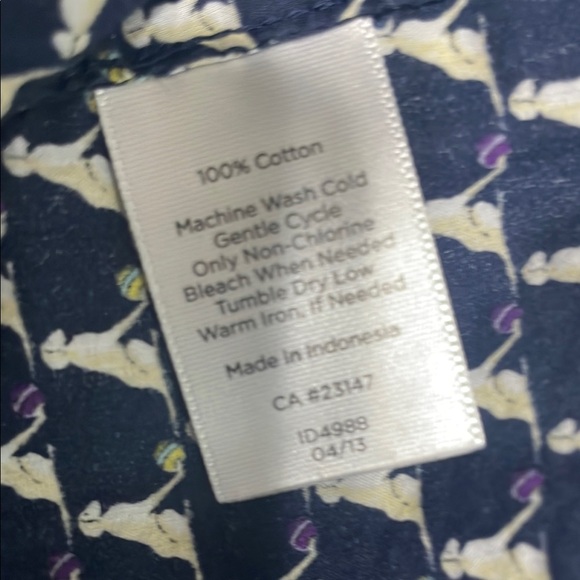 100% Cotton
Machine Wash Cold
Gentle Cycle
Only Non-Chlorine
Bleach When Needed
Tumble Dry Low
Warm Iron, If Needed
Made In Indonesia
CA #23147
1D4988
04/13